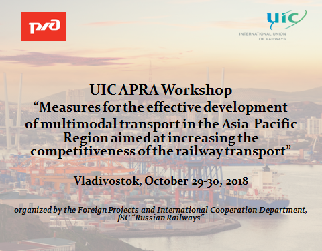 РЖД
uic
INTERNATIONAL UNION
OF RAILWAYS
UIC APRA Workshop
“Measures for the effective development
of multimodal transport in the Asia Pacific
Region aimed at increasing the
competitiveness of the railway transport”
Vladivostok, October 29-30, 2018
organized by the Foreign Projects and International Cooperation Department,
JSC “Russian Railways”